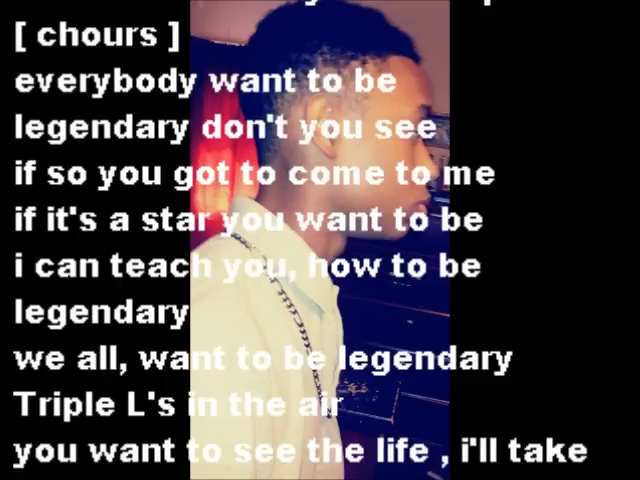 [ chours ]
everybody want to be
legendary don't you see
if so you got to come to me
if it's a star you want to be
i can teach you, how to be
legendary
we all, want to be legendary
Triple L's in the air
you want to see the life , i'll take